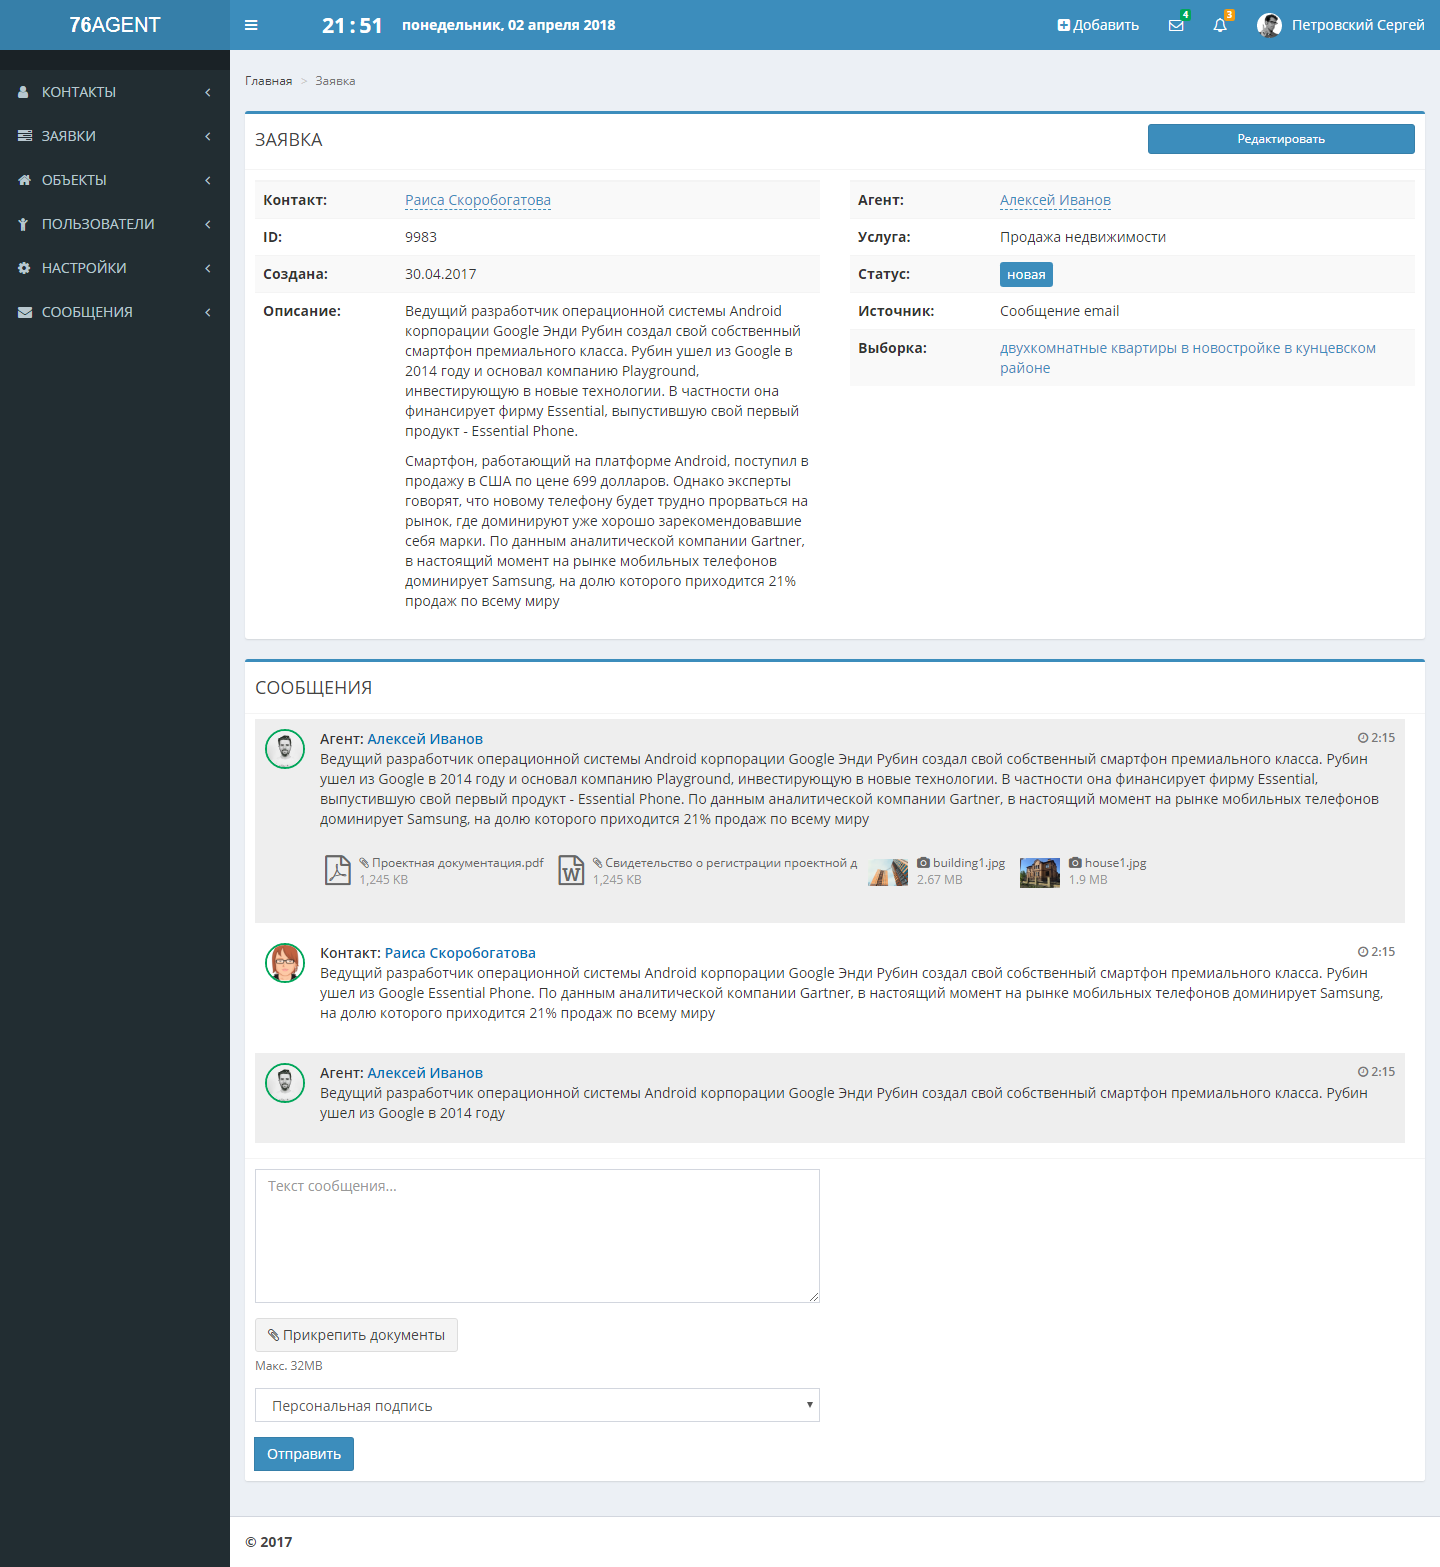 76AGENT
21:51 понедельник, 02 апреля 2018
Добавить
4
3
Петровский Сергей
КОНТАКТЫ
ЗАЯВКИ
ОБЪЕКТЫ
ПОЛЬЗОВАТЕЛИ
НАСТРОЙКИ
СООБЩЕНИЯ
Главная > Заявка
ЗАЯВКА
Редактировать
Контакт: Раиса Скоробогатова
ID: 9983
Создана: 30.04.2017
Описание: Ведущий разработчик операционной системы Android
корпорации Google Энди Рубин создал свой собственный
смартфон премиального класса. Рубин ушел из Google в
2014 году и основал компанию Playground,
инвестирующую в новые технологии. В частности она
финансирует фирму Essential, выпустившую свой первый
продукт - Essential Phone.
Смартфон, работающий на платформе Android, поступил в
продажу в США по цене 699 долларов. Однако эксперты
говорят, что новому телефону будет трудно прорваться на
рынок, где доминируют уже хорошо зарекомендовавшие
себя марки. По данным аналитической компании Gartner,
в настоящий момент на рынке мобильных телефонов
доминирует Samsung, на долю которого приходится 21%
продаж по всему миру
Агент: Алексей Иванов
Услуга: Продажа недвижимости
Статус: новая
Источник: Сообщение email
Выборка: двухкомнатные квартиры в новостройке в кунцевском
районе
СООБЩЕНИЯ
Агент: Алексей Иванов
2:15
Ведущий разработчик операционной системы Android корпорации Google Энди Рубин создал свой собственный смартфон премиального класса. Рубин
ушел из Google в 2014 году и основал компанию Playground, инвестирующую в новые технологии. В частности она финансирует фирму Essential,
выпустившую свой первый продукт - Essential Phone. По данным аналитической компании Gartner, в настоящий момент на рынке мобильных телефонов
доминирует Samsung, на долю которого приходится 21% продаж по всему миру
Проектная документация.pdf
1,245 KB
W
Свидетельство о регистрации проектной д
1,245 KB
building1.jpg
2.67 MB
house1.jpg
1.9 MB
Контакт: Раиса Скоробогатова
2:15
Ведущий разработчик операционной системы Android корпорации Google Энди Рубин создал свой собственный смартфон премиального класса. Рубин
ушел из Google Essential Phone. По данным аналитической компании Gartner, в настоящий момент на рынке мобильных телефонов доминирует Samsung,
на долю которого приходится 21% продаж по всему миру
Агент: Алексей Иванов
2:15
Ведущий разработчик операционной системы Android корпорации Google Энди Рубин создал свой собственный смартфон премиального класса. Рубин
ушел из Google в 2014 году
Текст сообщения...
Прикрепить документы
Макс. 32MB
Персональная подпись
Отправить
© 2017